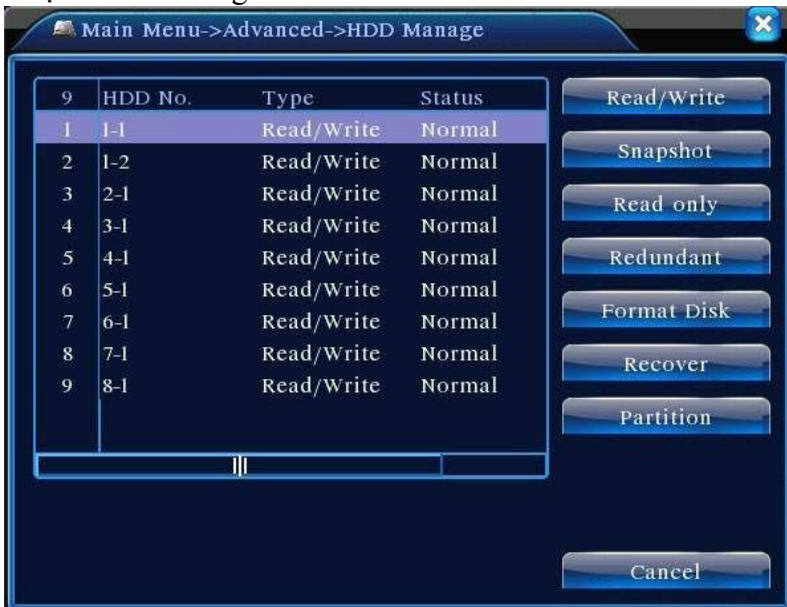 Main Menu->Advanced->HDD Manage
9 HDD No. Type Status
1 1-1 Read/Write Normal
2 1-2 Read/Write Normal
3 2-1 Read/Write Normal
4 3-1 Read/Write Normal
5 4-1 Read/Write Normal
6 5-1 Read/Write Normal
7 6-1 Read/Write Normal
8 7-1 Read/Write Normal
9 8-1 Read/Write Normal
Read/Write
Snapshot
Read only
Redundant
Format Disk
Recover
Partition
Cancel